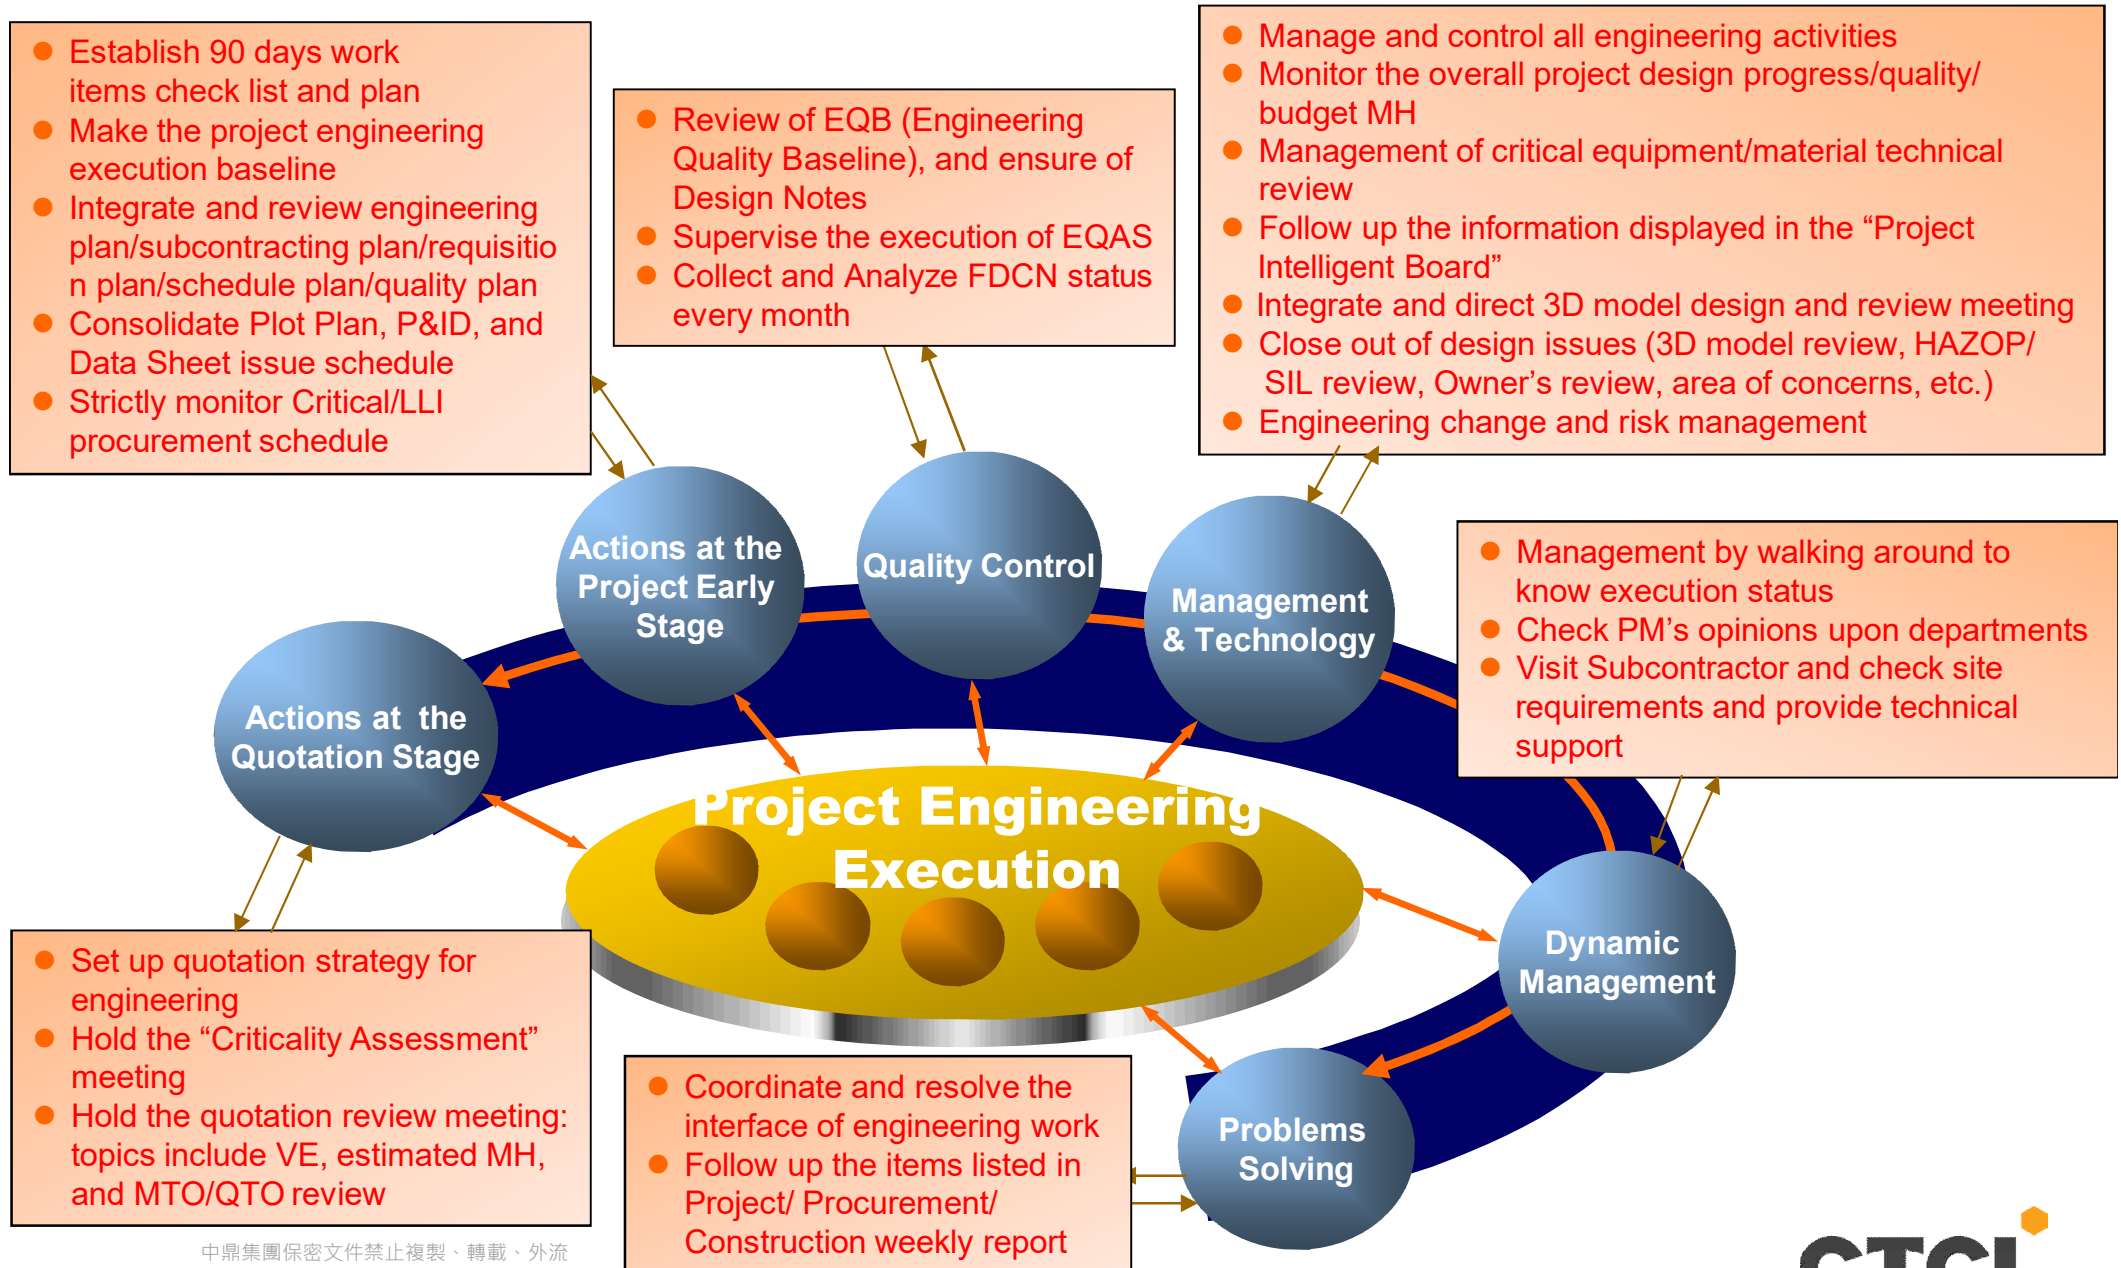 Establish 90 days work
items check list and plan
Make the project engineering
execution baseline
Integrate and review engineering
plan/subcontracting plan/requisitio
n plan/schedule plan/quality plan
Consolidate Plot Plan, P&ID, and
Data Sheet issue schedule
Strictly monitor Critical/LLI
procurement schedule
Review of EQB (Engineering
Quality Baseline), and ensure of
Design Notes
Supervise the execution of EQAS
Collect and Analyze FDCN status
every month
Manage and control all engineering activities
Monitor the overall project design progress/quality/
budget MH
Management of critical equipment/material technical
review
Follow up the information displayed in the “Project
Intelligent Board”
Integrate and direct 3D model design and review meeting
Close out of design issues (3D model review, HAZOP/
SIL review, Owner’s review, area of concerns, etc.)
Engineering change and risk management
Management by walking around to
know execution status
Check PM’s opinions upon departments
Visit Subcontractor and check site
requirements and provide technical
support
Actions at the
Project Early
Stage
Quality Control
Management
& Technology
Actions at the
Quotation Stage
Project Engineering
Execution
Dynamic
Management
Problems
Solving
Set up quotation strategy for
engineering
Hold the “Criticality Assessment”
meeting
Hold the quotation review meeting:
topics include VE, estimated MH,
and MTO/QTO review
Coordinate and resolve the
interface of engineering work
Follow up the items listed in
Project/ Procurement/
Construction weekly report
中鼎集團保密文件禁止複製、轉載、外流
CTCI